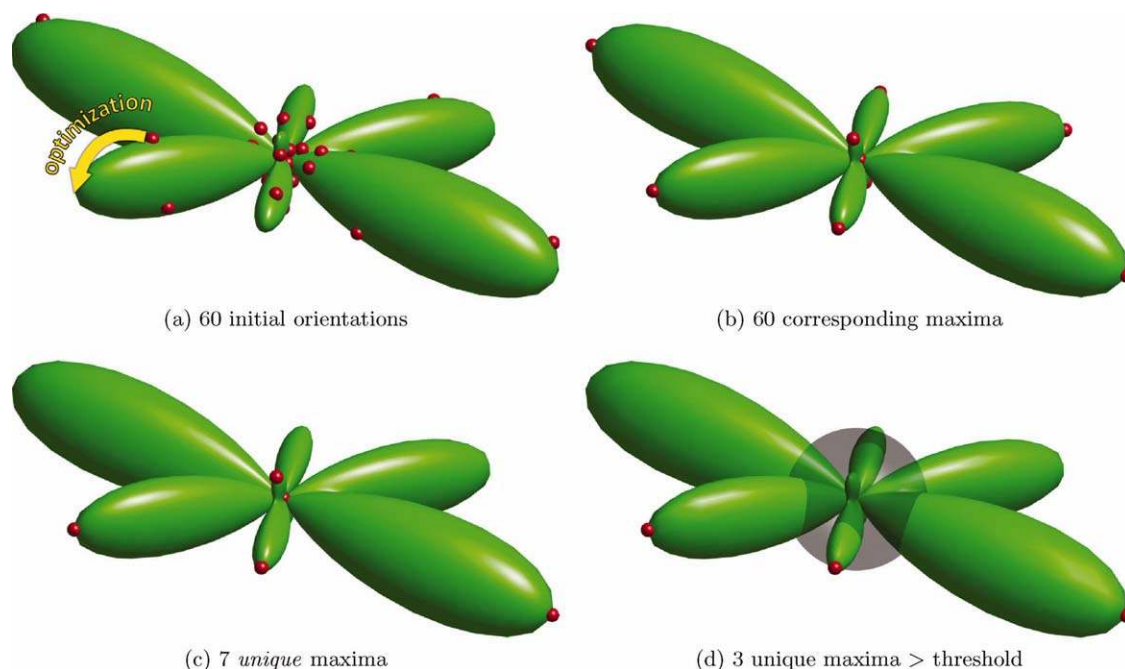 optimization
(a) 60 initial orientations
(b) 60 corresponding maxima
(c) 7 unique maxima
(d) 3 unique maxima > threshold